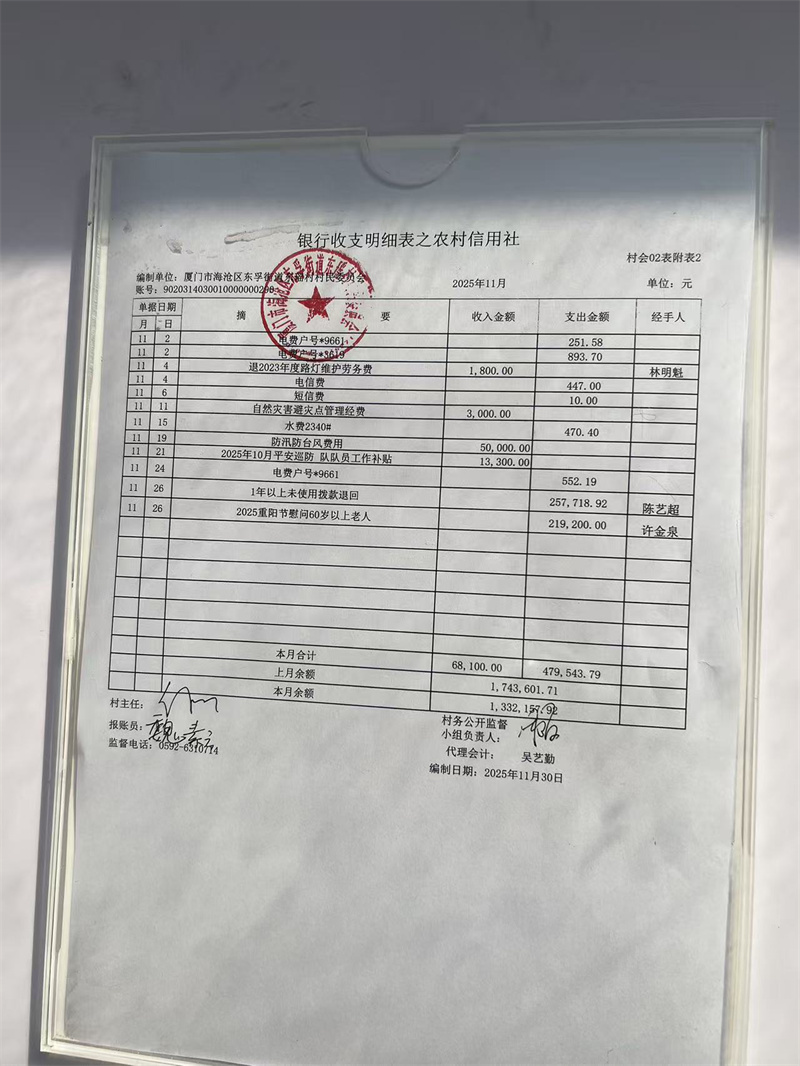 银行收支明细表之农村信用社
村会02表附表2
编制单位：厦门市海沧区东孚街道 村村民委员会
2025年11月
单位：元
账号：9020314030010000000298
单据日期 摘 要 收入金额 支出金额 经手人
月 日
11 2 电费户号*9661 251.58
11 2 电费户号*3619 893.70
11 4 退2023年度路灯维护劳务费 1,800.00 林明魁
11 4 电信费 447.00
11 6 短信费 10.00
11 11 自然灾害避灾点管理经费 3,000.00
11 15 水费2340# 470.40
11 19 防汛防台风费用 50,000.00
11 21 2025年10月平安巡防 队队员工作补贴 13,300.00
11 24 电费户号*9661 552.19
11 26 1年以上未使用拨款退回 257,718.92 陈艺超
11 26 2025重阳节慰问60岁以上老人 219,200.00 许金泉
本月合计 68,100.00 479,543.79
上月余额 1,743,601.71
本月余额 1,332,157.92
村主任：
村务公开监督
小组负责人：
报账员：
监督电话：0592-6310714
代理会计： 吴艺勤
编制日期：2025年11月30日